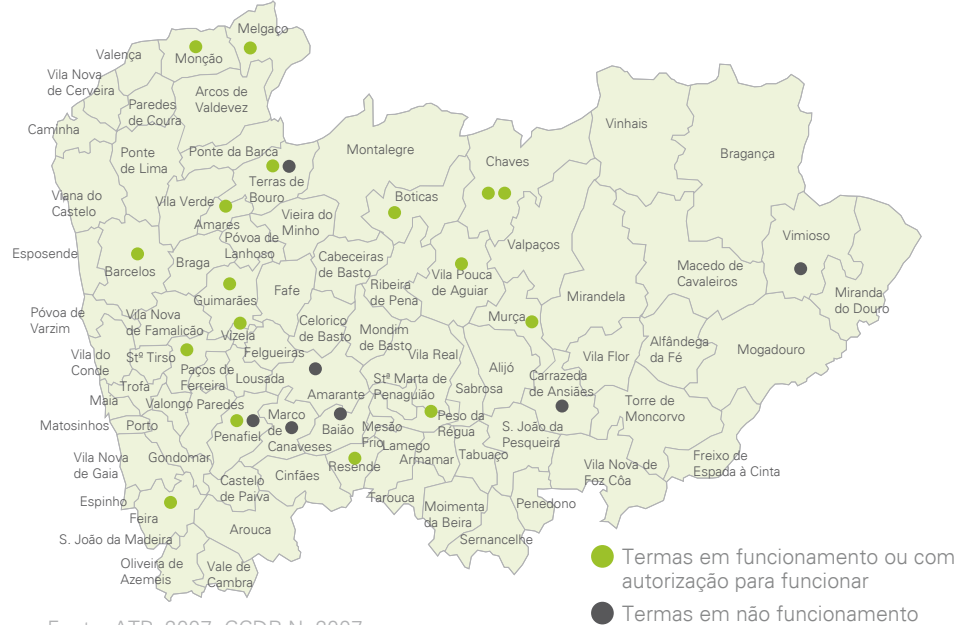 Melgaço
Valença
Monção
Vila Nova
de Cerveira
Arcos de
Valdevez
Paredes
de Coura
Vinhais
Caminha
Ponte da Barca
Montalegre
Ponte
de Lima
Chaves
Bragança
Terras de
Bouro
Viana do
Castelo
Vila Verde
Boticas
Amares
Vieira do
Minho
Vimioso
Póvoa de
Lanhoso
Valpaços
Esposende
Barcelos
Braga
Cabeceiras
de Basto
Macedo de
Cavaleiros
Vila Pouca
de Aguiar
Ribeira
de Pena
Guimarães
Fafe
Mirandela
Miranda
do Douro
Póvoa de
Varzim
Vila Nova
de Famalicão
Celorico
de Basto
Murça
Mondim
de Basto
Vizela
Alfândega
da Fé
Mogadouro
Vila do
Conde
Stº Tirso
Felgueiras
Vila Real
Vila Flor
Paços de
Ferreira
Lousada
Alijó
Carrazeda
de Ansiães
Trofa
Stª Marta de
Penaguião
Sabrosa
Amarante
Maia
Valongo
Paredes
Marco
de
Canaveses
Torre de
Moncorvo
Matosinhos
Porto
Penafiel
Baião
Mesão
Frio
Peso da
Régua
S. João da
Pesqueira
Lamego
Armamar
Tabuaço
Vila Nova
de Gaia
Gondomar
Resende
Vila Nova de
Foz Côa
Freixo de
Espada à Cinta
Cinfães
Castelo
de Paiva
Espinho
Tarouca
Penedono
Moimenta
da Beira
Feira
Arouca
S. João da Madeira
Sernancelhe
Oliveira de
Azemeis
Vale de
Cambra
Termas em funcionamento ou com
autorização para funcionar
Termas em não funcionamento